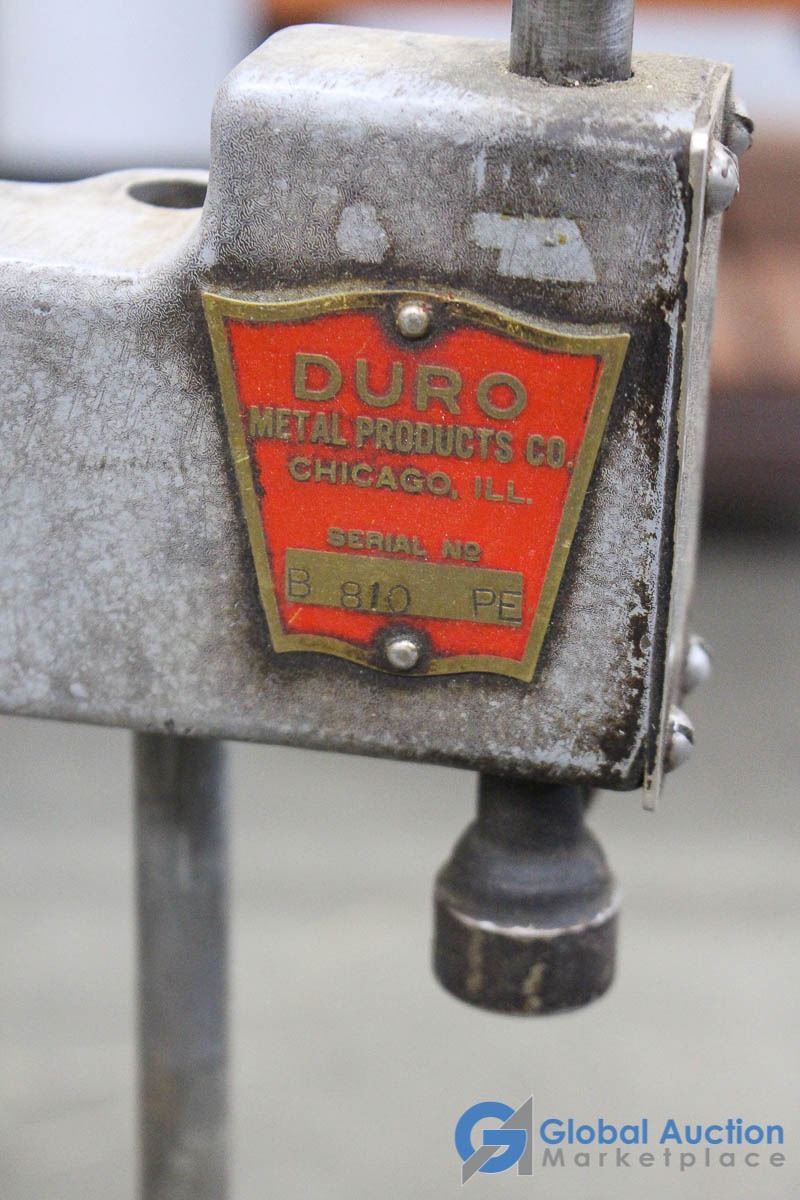 DURO
METAL PRODUCTS CO.
CHICAGO, ILL.
SERIAL NO
B 810 PE
Global Auction
Marketplace